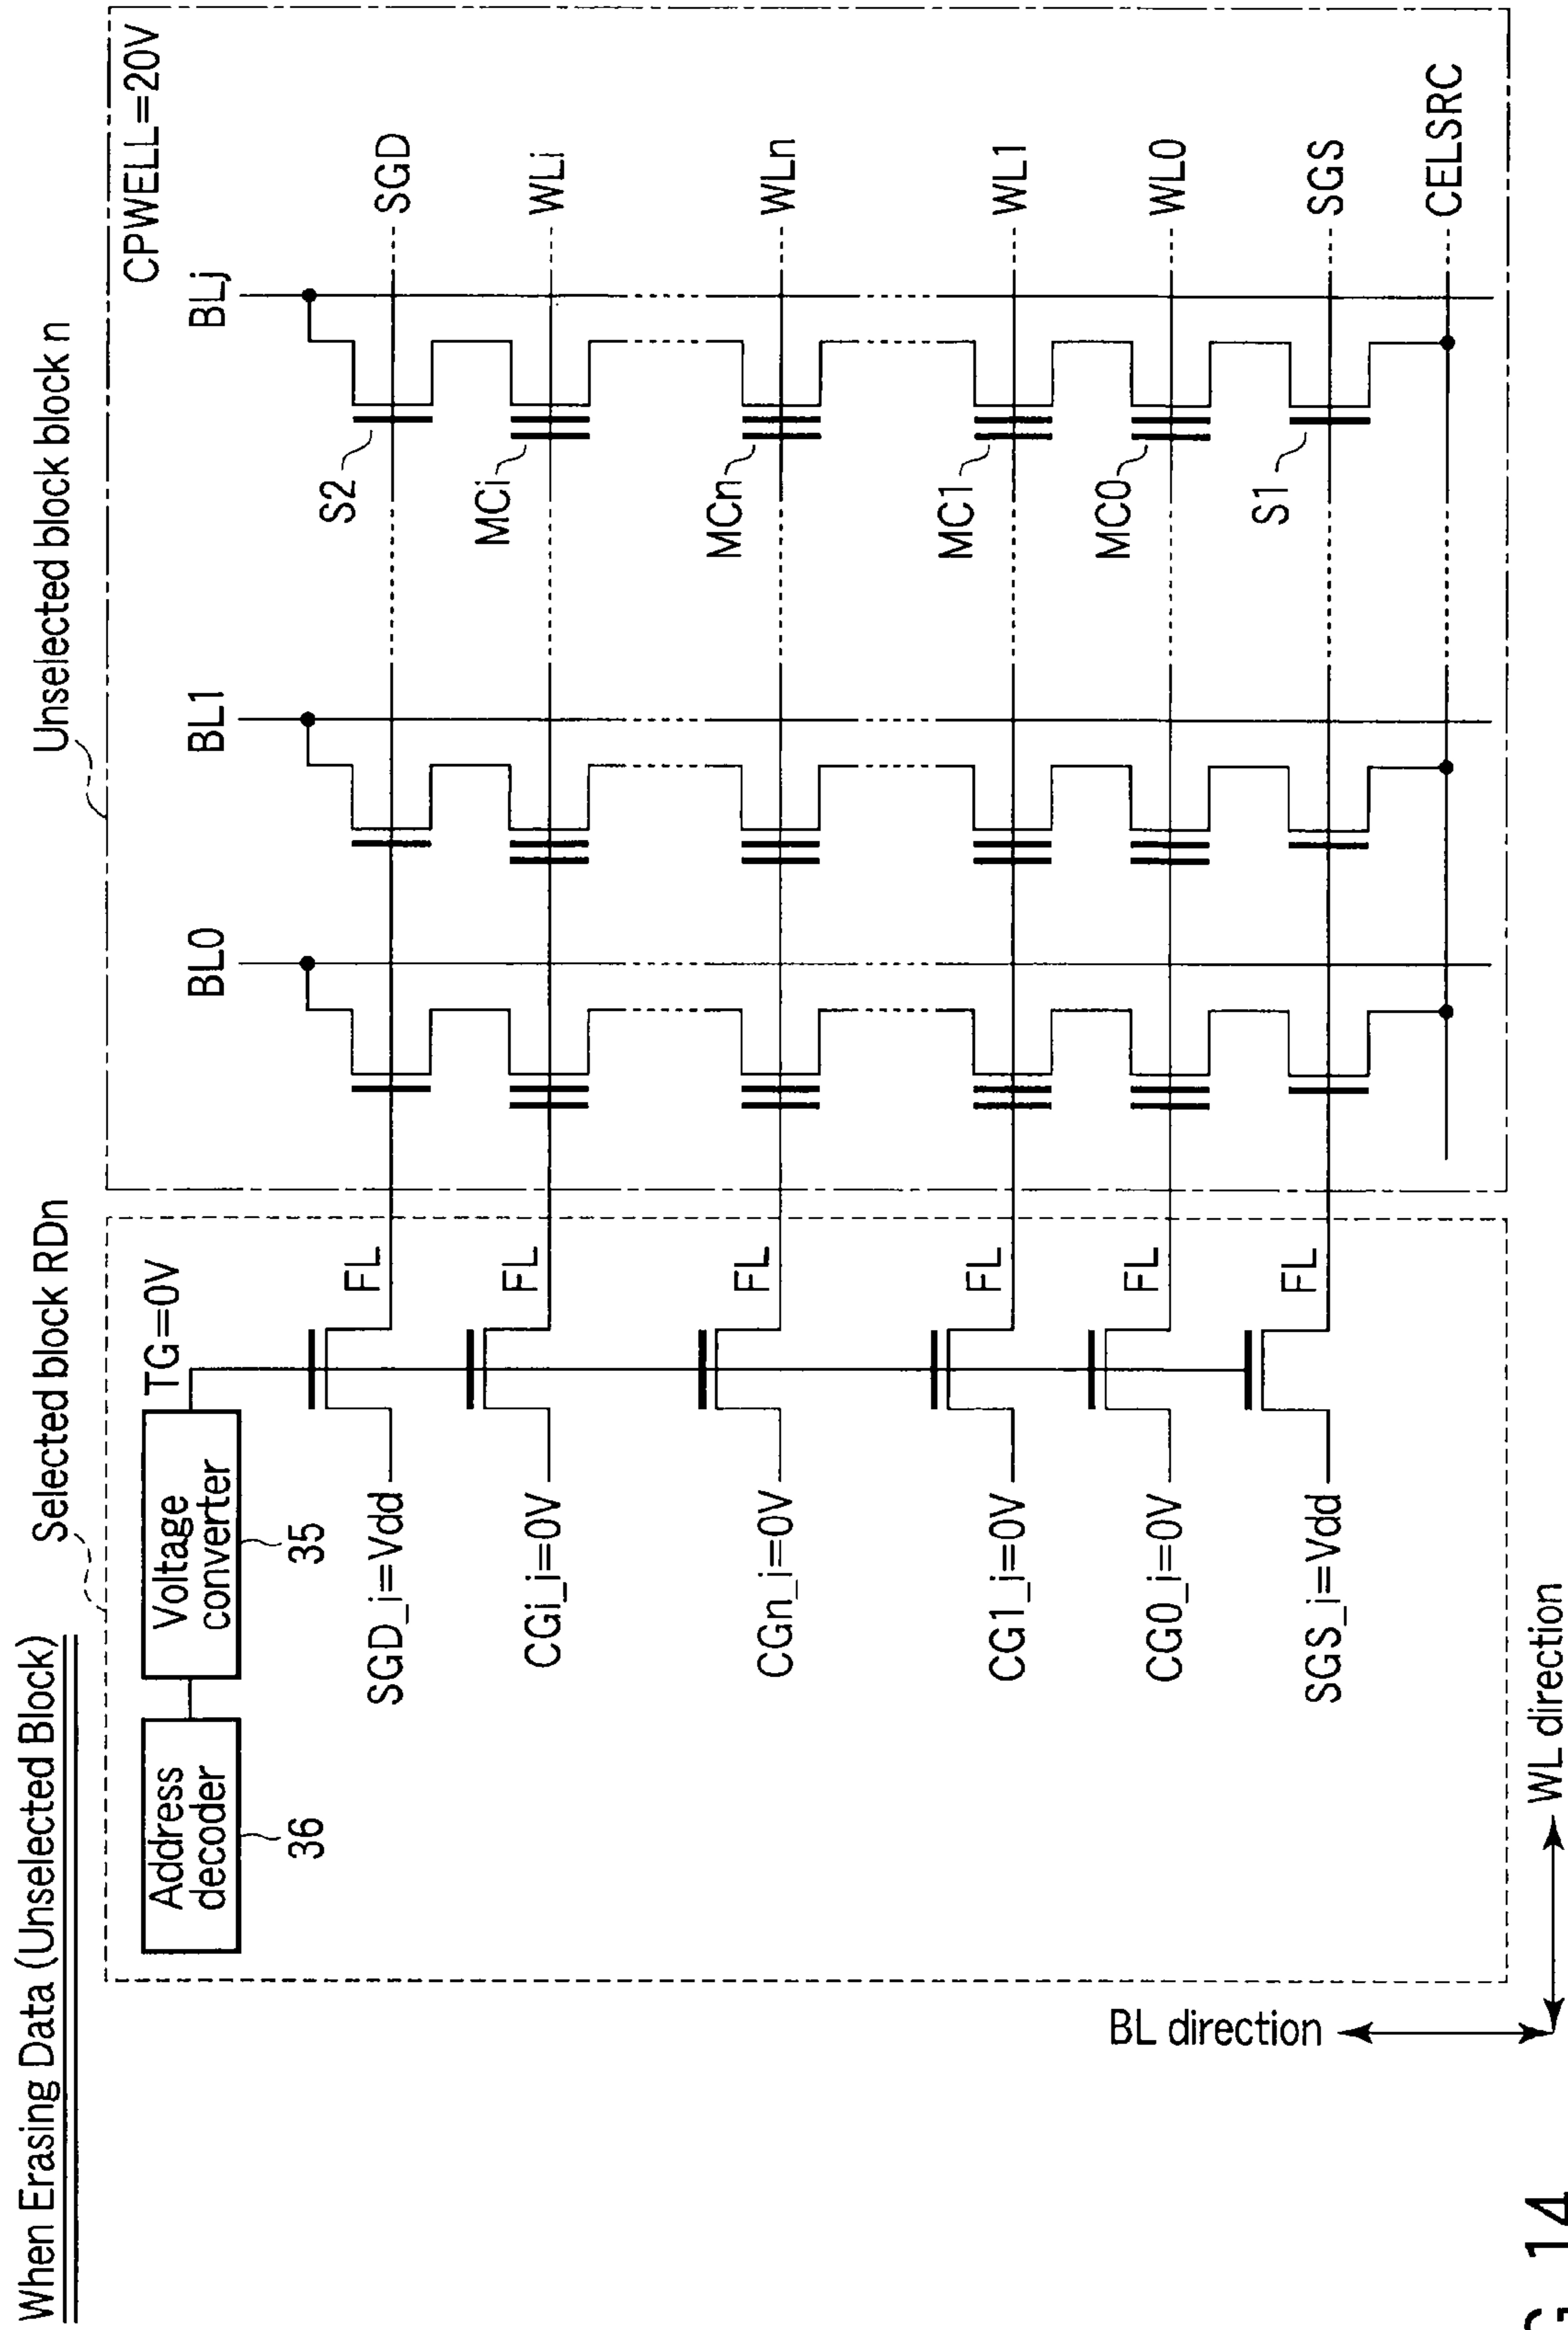 When Erasing Data (Unselected Block)
Selected block RDn
Unselected block block n
Address
decoder
36
Voltage
converter
35
TG=0V
CPWELL=20V
BL0
BL1
BLj
SGD_i=Vdd
FL
S2
SGD
CGi_i=0V
FL
MCi
WLi
CGn_i=0V
FL
MCn
WLn
CG1_i=0V
FL
MC1
WL1
CG0_i=0V
FL
MC0
WL0
SGS_i=Vdd
FL
S1
SGS
CELSRC
BL direction
WL direction
G. 14